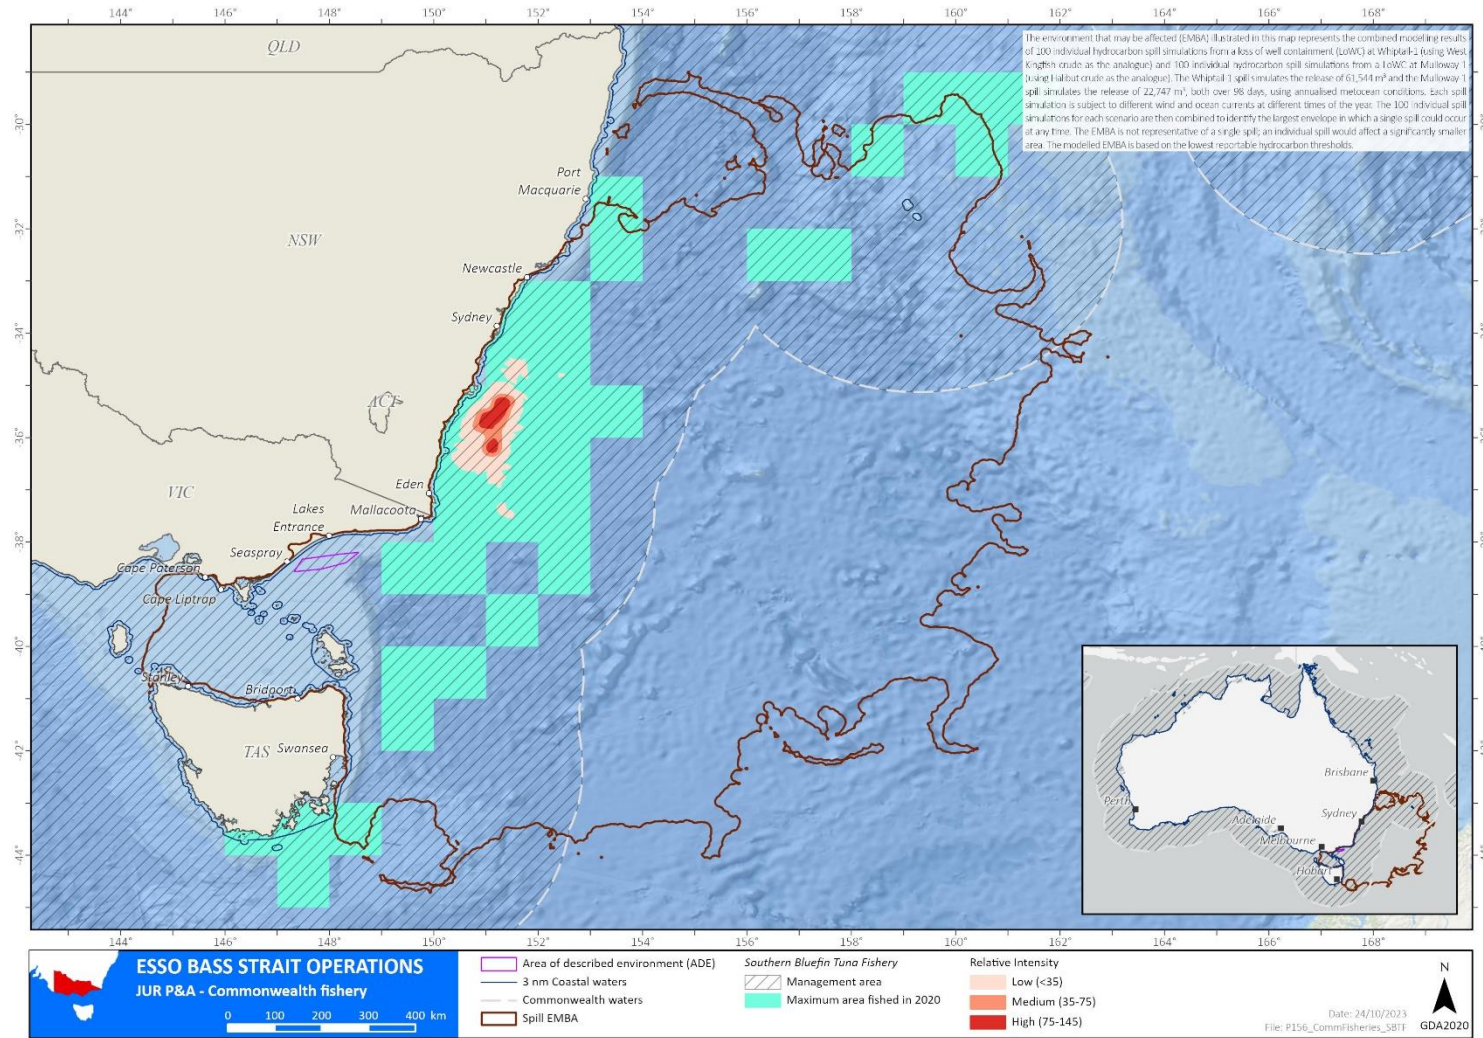 144° 146° 148° 150° 152° 154° 156° 158° 160° 162° 164° 166° 168°
The environment that may be affected (EMBA) illustrated in this map represents the combined modelling results
of 100 individual hydrocarbon spill simulations from a loss of well containment (LoWC) at Whiptail-1 (using West
Kingfish crude as the analogue) and 100 individual hydrocarbon spill simulations from a LoWC at Mulloway 1
(using Halibut crude as the analogue). The Whiptail-1 spill simulates the release of 61,544 m³ and the Mulloway 1
spill simulates the release of 22,747 m³, both over 98 days, using annualised metocean conditions. Each spill
simulation is subject to different wind and ocean currents at different times of the year. The 100 individual spill
simulations for each scenario are then combined to identify the largest envelope in which a single spill could occur
at any time. The EMBA is not representative of a single spill; an individual spill would affect a significantly smaller
area. The modelled EMBA is based on the lowest reportable hydrocarbon thresholds.
QLD
30°
30°
Port
Macquarie
32°
32°
NSW
Newcastle
Sydney
34°
34°
ACT
36°
36°
VIC
Eden
Lakes
Entrance
Mallacoota
38°
38°
Seaspray
Cape Paterson
Cape Liptrap
40°
40°
Stanley
Bridport
42°
42°
TAS
Swansea
44°
44°
Brisbane
Perth
Sydney
Adelaide
Melbourne
Hobart
144° 146° 148° 150° 152° 154° 156° 158° 160° 162° 164° 166° 168°
ESSO BASS STRAIT OPERATIONS
JUR P&A - Commonwealth fishery
0 100 200 300 400 km
Area of described environment (ADE)
3 nm Coastal waters
Commonwealth waters
Spill EMBA
Southern Bluefin Tuna Fishery
Management area
Maximum area fished in 2020
Relative Intensity
Low (<35)
Medium (35-75)
High (75-145)
N
GDA2020
Date: 24/10/2023
File: P156_CommFisheries_SBTF